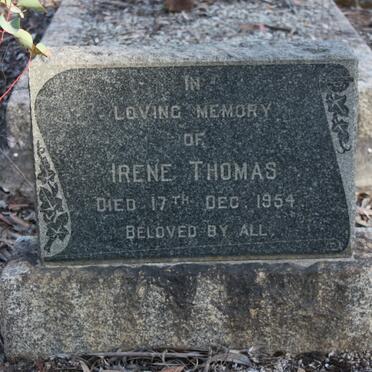 IN
LOVING MEMORY
OF
IRENE THOMAS
DIED 17TH DEC. 1954.
BELOVED BY ALL.